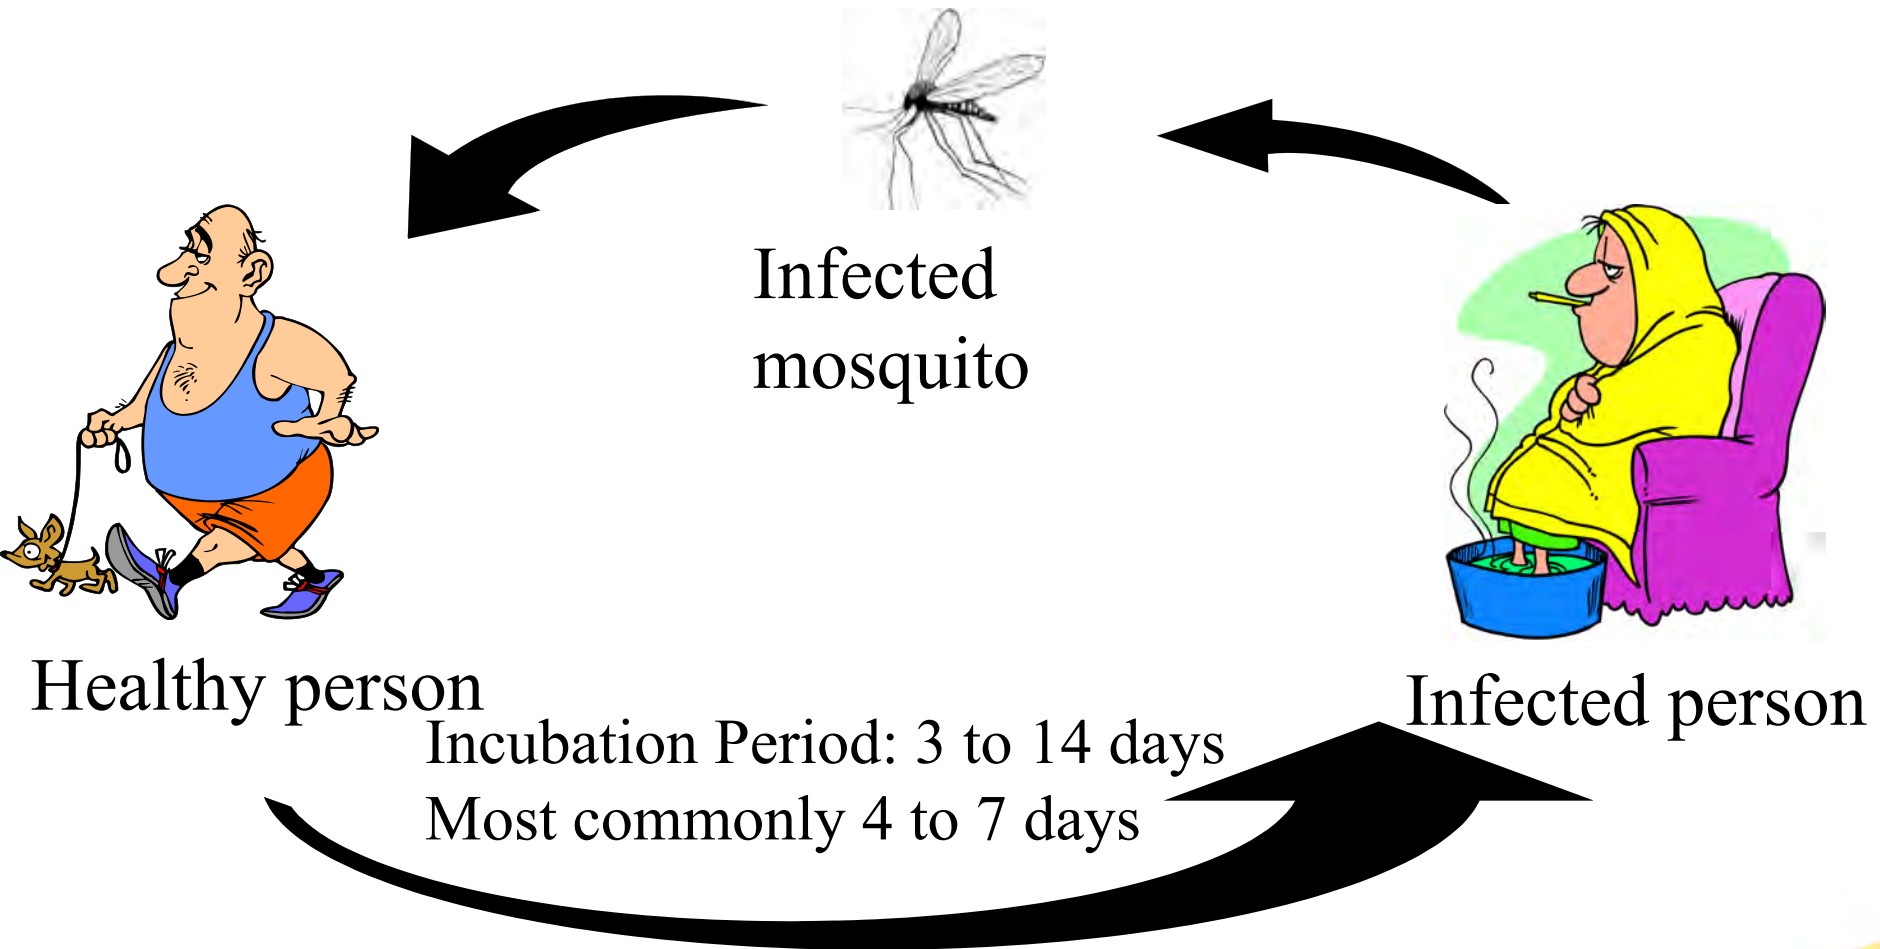 Infected
mosquito
Healthy person
Infected person
Incubation Period: 3 to 14 days
Most commonly 4 to 7 days